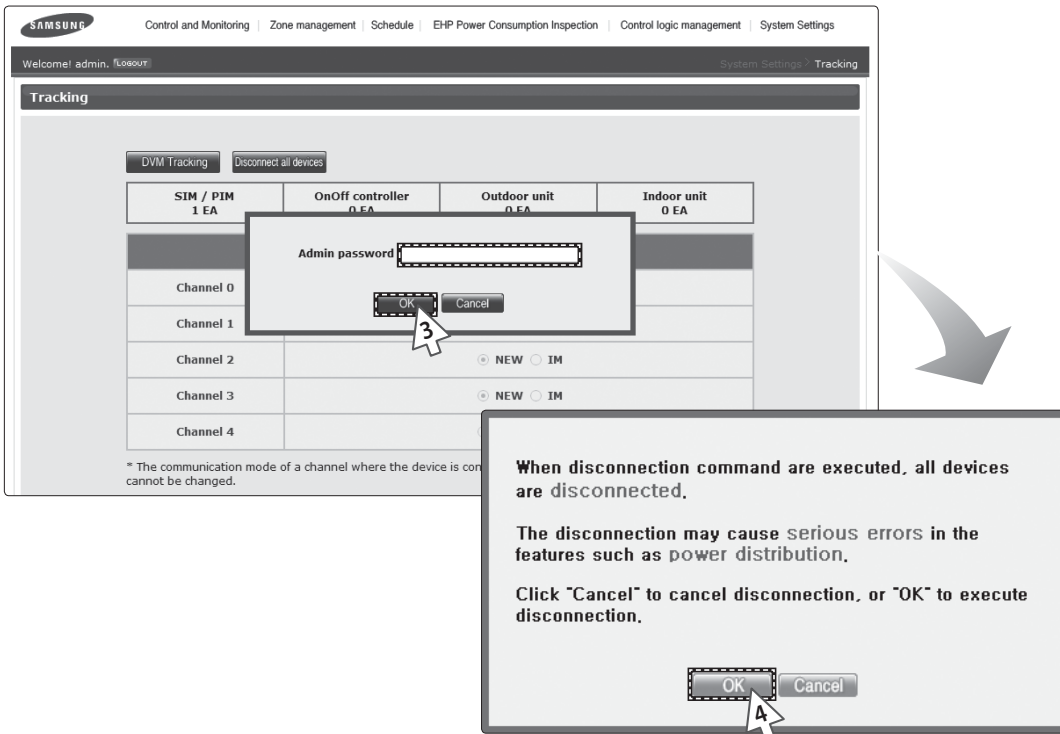 SAMSUNG
Control and Monitoring | Zone management | Schedule | EHP Power Consumption Inspection | Control logic management | System Settings
Welcome! admin. LOGOUT
System Settings > Tracking
Tracking
DVM Tracking Disconnect all devices
SIM / PIM OnOff controller Outdoor unit Indoor unit
1 EA 0 EA 0 EA 0 EA
Admin password
OK Cancel
3
Channel 0
Channel 1
Channel 2 NEW IM
Channel 3 NEW IM
Channel 4
* The communication mode of a channel where the device is con
cannot be changed.
When disconnection command are executed, all devices
are disconnected.
The disconnection may cause serious errors in the
features such as power distribution.
Click "Cancel" to cancel disconnection, or "OK" to execute
disconnection.
OK Cancel
4